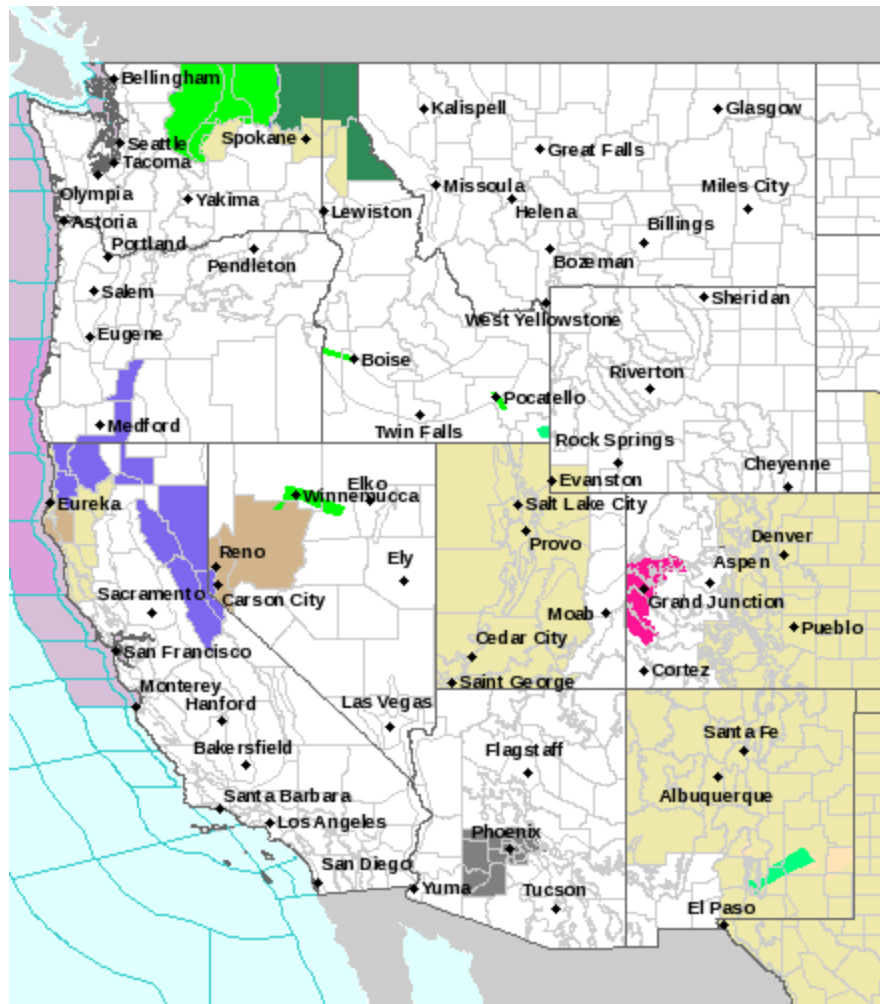 Bellingham
Kalispell
Glasgow
Seattle
Spokane
Great Falls
Tacoma
Olympia
Missoula
Miles City
Yakima
Helena
Astoria
Lewiston
Billings
Portland
Pendleton
Bozeman
Salem
Sheridan
West Yellowstone
Eugene
Boise
Riverton
Pocatello
Medford
Twin Falls
Rock Springs
Cheyenne
Elko
Evanston
Eureka
Winnemucca
Salt Lake City
Provo
Denver
Reno
Ely
Aspen
Sacramento
Carson City
Grand Junction
Moab
Pueblo
San Francisco
Cedar City
Cortez
Monterey
Saint George
Hanford
Las Vegas
Santa Fe
Bakersfield
Flagstaff
Albuquerque
Santa Barbara
Los Angeles
Phoenix
San Diego
Yuma
Tucson
El Paso